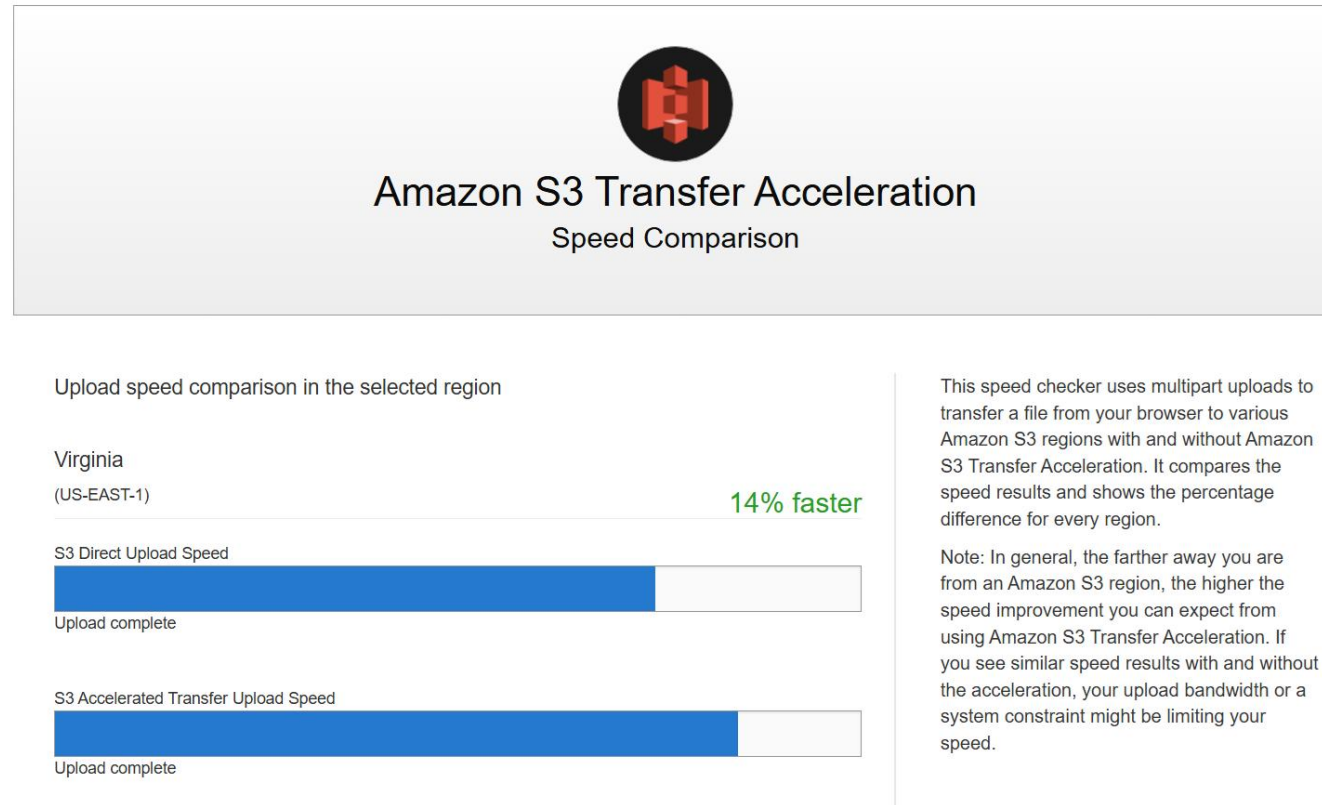 Amazon S3 Transfer Acceleration
Speed Comparison
Upload speed comparison in the selected region
Virginia
(US-EAST-1)
14% faster
S3 Direct Upload Speed
Upload complete
S3 Accelerated Transfer Upload Speed
Upload complete
This speed checker uses multipart uploads to
transfer a file from your browser to various
Amazon S3 regions with and without Amazon
S3 Transfer Acceleration. It compares the
speed results and shows the percentage
difference for every region.
Note: In general, the farther away you are
from an Amazon S3 region, the higher the
speed improvement you can expect from
using Amazon S3 Transfer Acceleration. If
you see similar speed results with and without
the acceleration, your upload bandwidth or a
system constraint might be limiting your
speed.